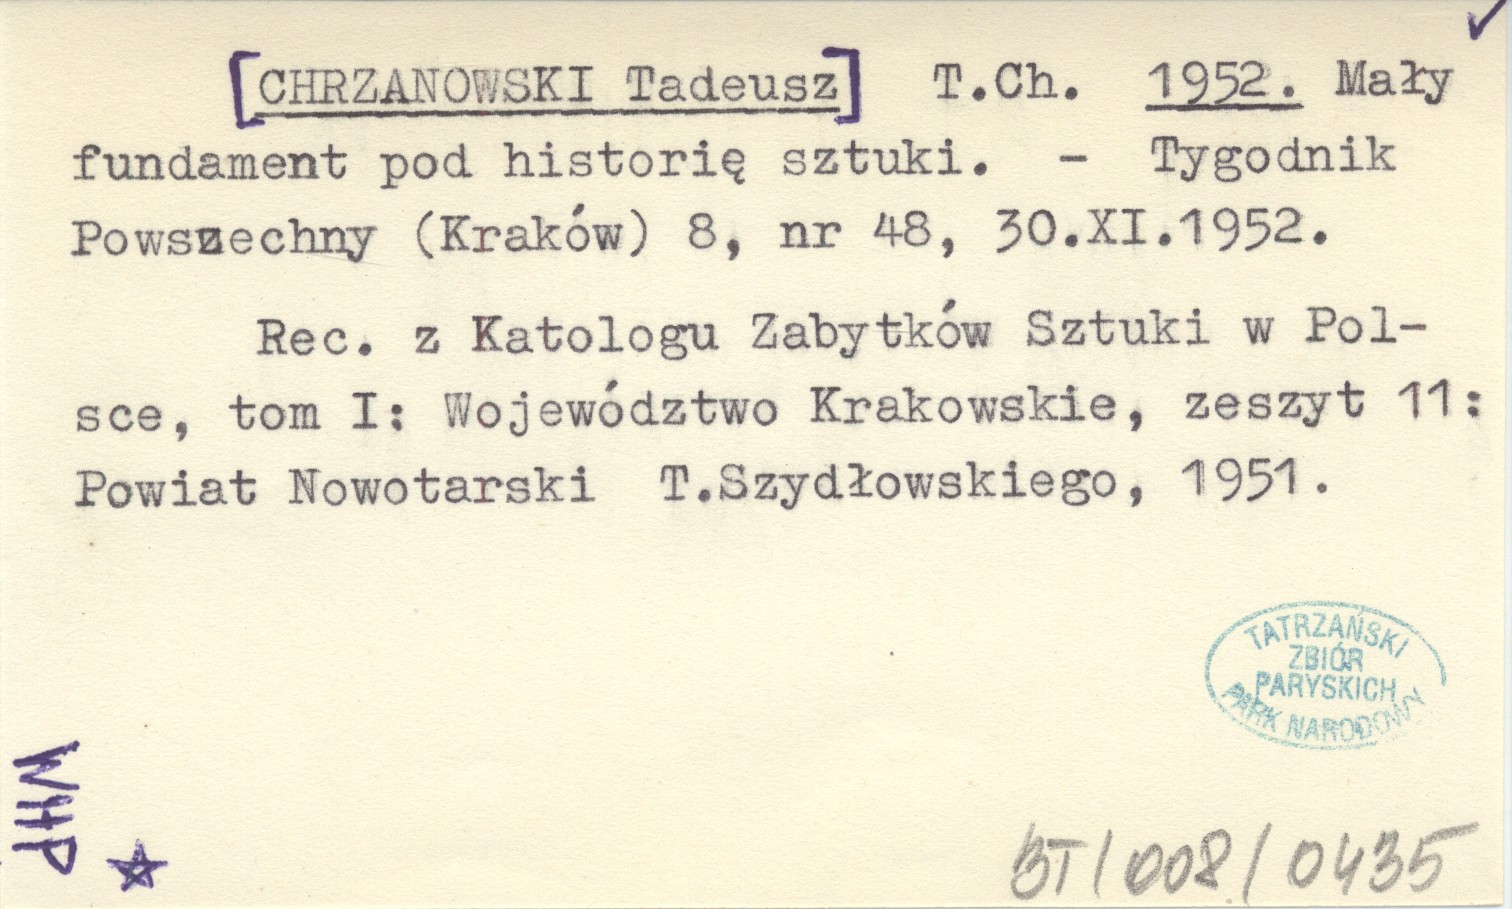 [CHRZANOWSKI Tadeusz] T.Ch. 1952. Mały
fundament pod historię sztuki. - Tygodnik
Powszechny (Kraków) 8, nr 48, 30.XI.1952.
Rec. z Katologu Zabytków Sztuki w Pol-
sce, tom I: Województwo Krakowskie, zeszyt 11:
Powiat Nowotarski T.Szydłowskiego, 1951.
TATRZAŃSKI
ZBIÓR
PARYSKICH
PARK NARODOWY
WHP
BT/008/0435